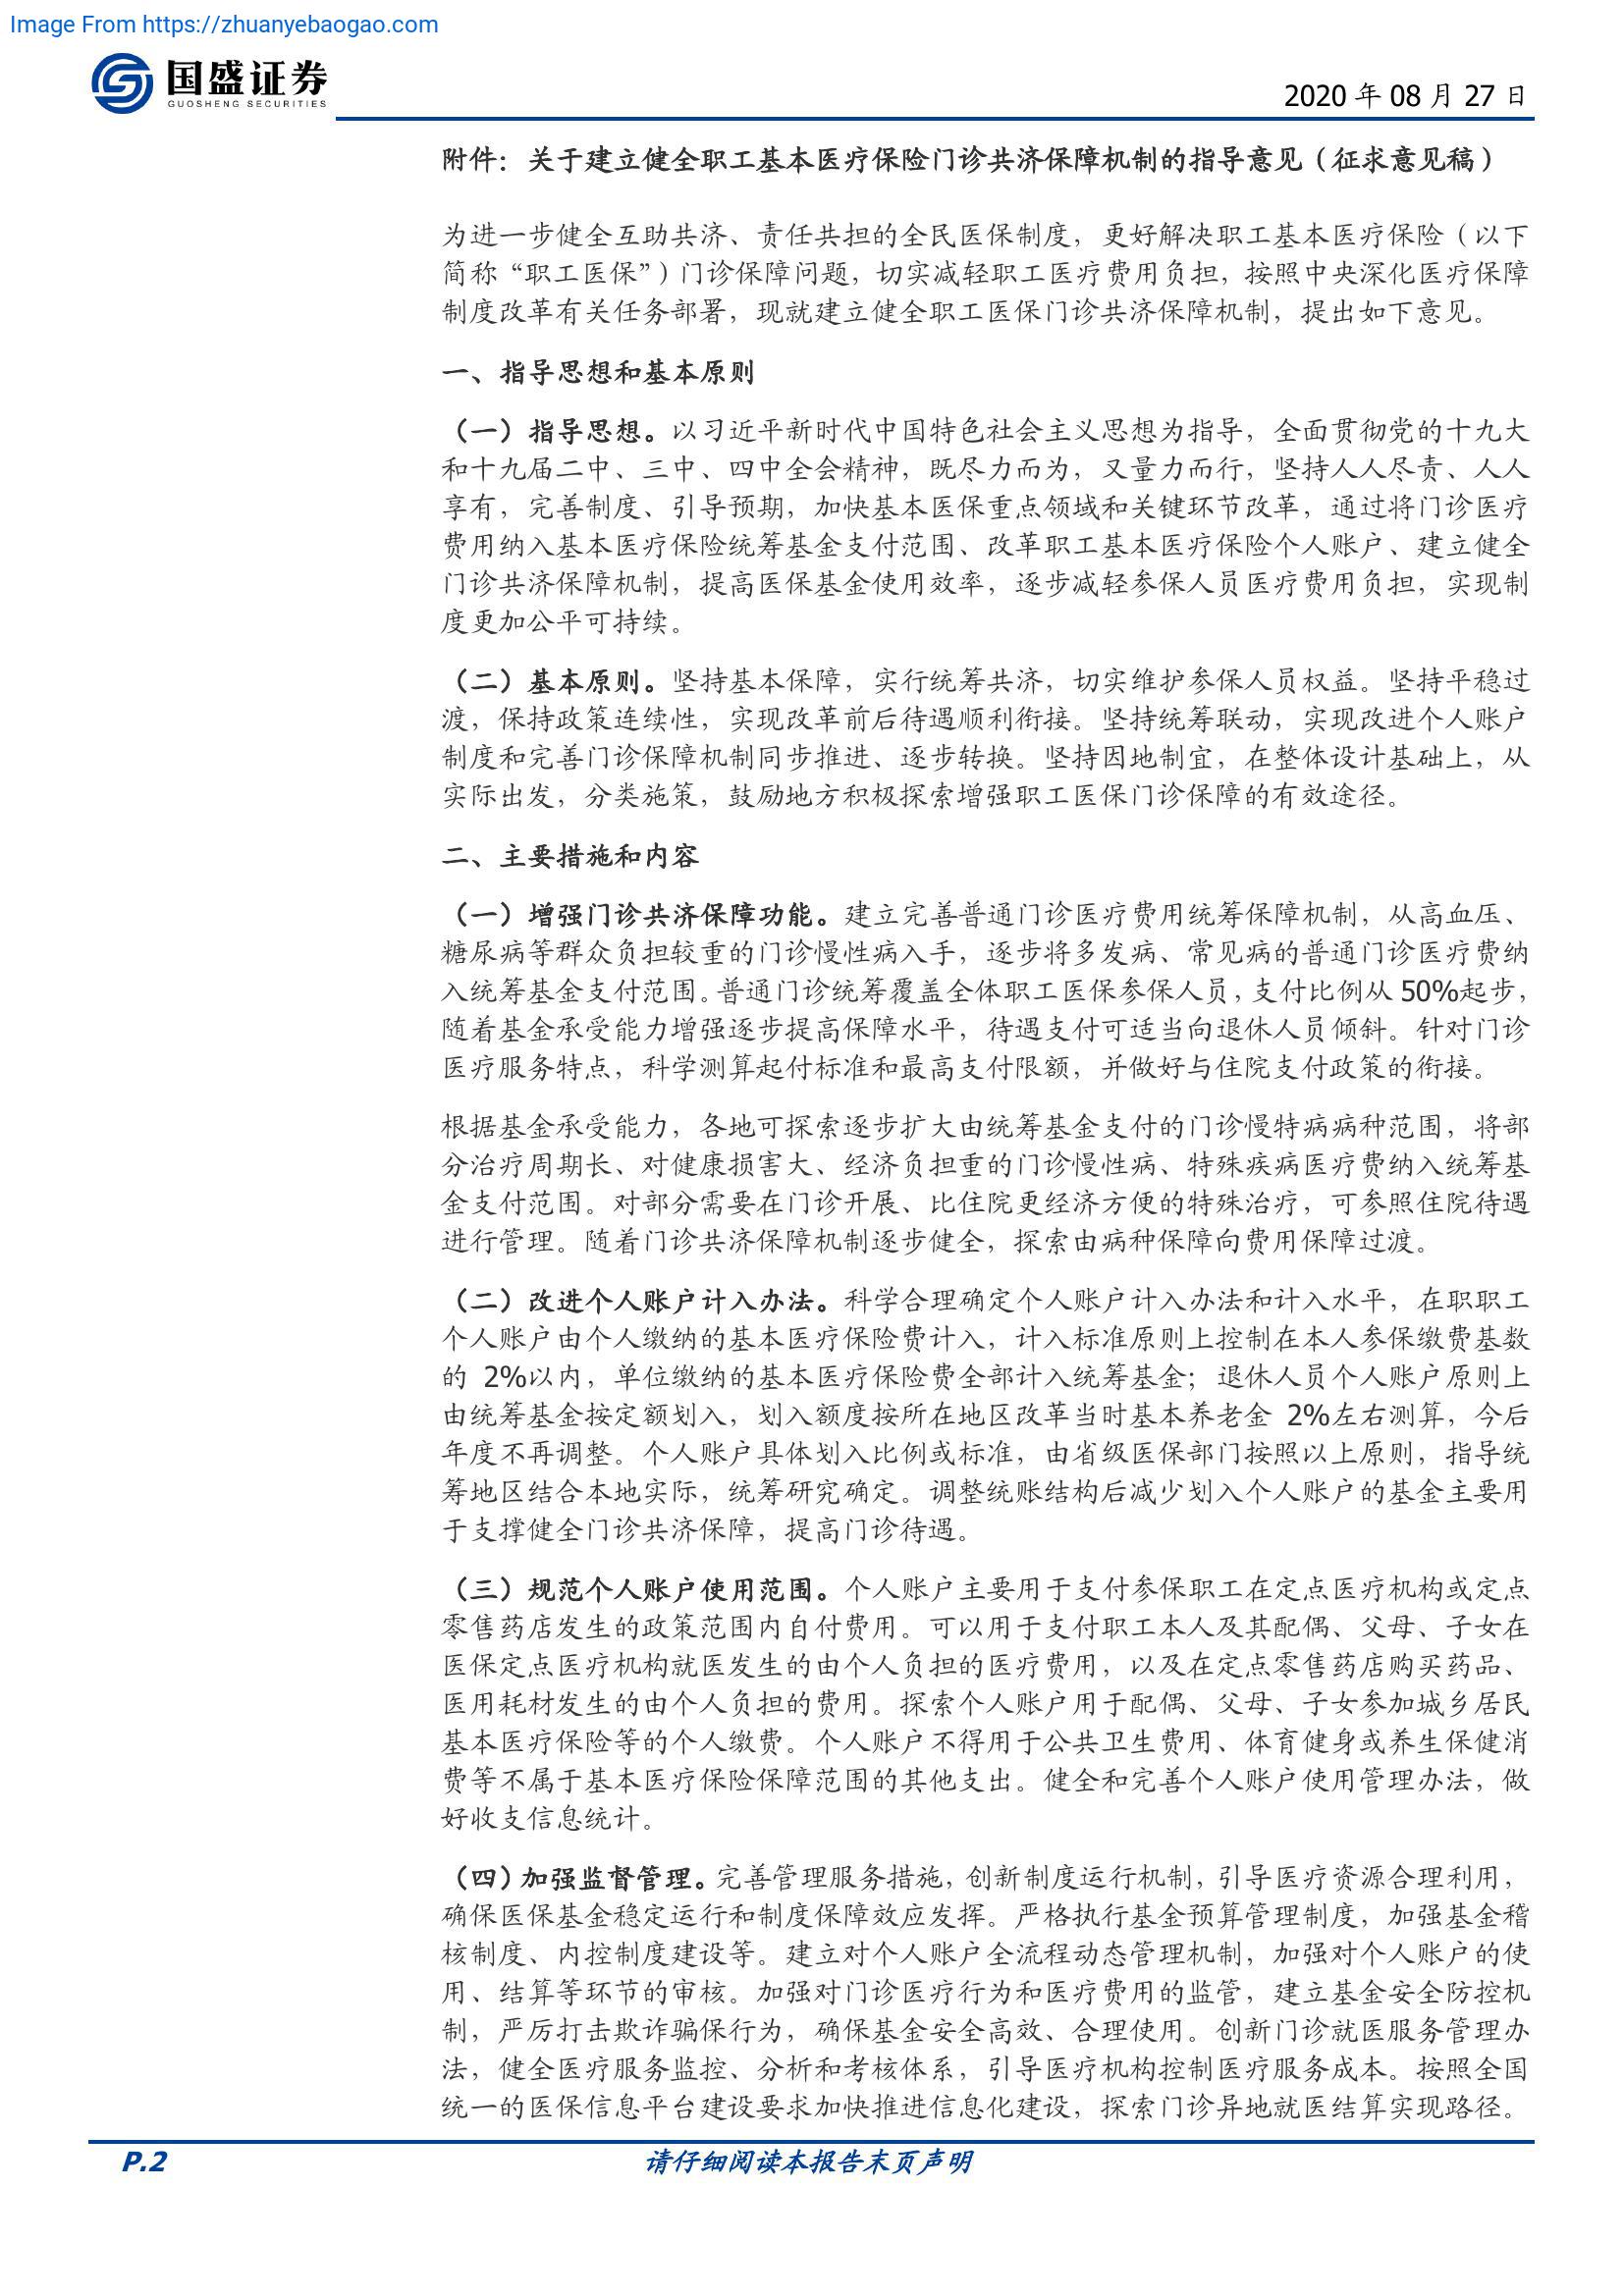 Image From https://zhuanyebaogao.com
国盛证券
GUOSHENG SECURITIES
2020 年 08 月 27 日
附件：关于建立健全职工基本医疗保险门诊共济保障机制的指导意见（征求意见稿）
为进一步健全互助共济、责任共担的全民医保制度，更好解决职工基本医疗保险（以下
简称“职工医保”）门诊保障问题，切实减轻职工医疗费用负担，按照中央深化医疗保障
制度改革有关任务部署，现就建立健全职工医保门诊共济保障机制，提出如下意见。
一、指导思想和基本原则
（一）指导思想。以习近平新时代中国特色社会主义思想为指导，全面贯彻党的十九大
和十九届二中、三中、四中全会精神，既尽力而为，又量力而行，坚持人人尽责、人人
享有，完善制度、引导预期，加快基本医保重点领域和关键环节改革，通过将门诊医疗
费用纳入基本医疗保险统筹基金支付范围、改革职工基本医疗保险个人账户、建立健全
门诊共济保障机制，提高医保基金使用效率，逐步减轻参保人员医疗费用负担，实现制
度更加公平可持续。
（二）基本原则。坚持基本保障，实行统筹共济，切实维护参保人员权益。坚持平稳过
渡，保持政策连续性，实现改革前后待遇顺利衔接。坚持统筹联动，实现改进个人账户
制度和完善门诊保障机制同步推进、逐步转换。坚持因地制宜，在整体设计基础上，从
实际出发，分类施策，鼓励地方积极探索增强职工医保门诊保障的有效途径。
二、主要措施和内容
（一）增强门诊共济保障功能。建立完善普通门诊医疗费用统筹保障机制，从高血压、
糖尿病等群众负担较重的门诊慢性病入手，逐步将多发病、常见病的普通门诊医疗费纳
入统筹基金支付范围。普通门诊统筹覆盖全体职工医保参保人员，支付比例从 50%起步，
随着基金承受能力增强逐步提高保障水平，待遇支付可适当向退休人员倾斜。针对门诊
医疗服务特点，科学测算起付标准和最高支付限额，并做好与住院支付政策的衔接。
根据基金承受能力，各地可探索逐步扩大由统筹基金支付的门诊慢特病病种范围，将部
分治疗周期长、对健康损害大、经济负担重的门诊慢性病、特殊疾病医疗费纳入统筹基
金支付范围。对部分需要在门诊开展、比住院更经济方便的特殊治疗，可参照住院待遇
进行管理。随着门诊共济保障机制逐步健全，探索由病种保障向费用保障过渡。
（二）改进个人账户计入办法。科学合理确定个人账户计入办法和计入水平，在职职工
个人账户由个人缴纳的基本医疗保险费计入，计入标准原则上控制在本人参保缴费基数
的 2%以内，单位缴纳的基本医疗保险费全部计入统筹基金；退休人员个人账户原则上
由统筹基金按定额划入，划入额度按所在地区改革当时基本养老金 2%左右测算，今后
年度不再调整。个人账户具体划入比例或标准，由省级医保部门按照以上原则，指导统
筹地区结合本地实际，统筹研究确定。调整统账结构后减少划入个人账户的基金主要用
于支撑健全门诊共济保障，提高门诊待遇。
（三）规范个人账户使用范围。个人账户主要用于支付参保职工在定点医疗机构或定点
零售药店发生的政策范围内自付费用。可以用于支付职工本人及其配偶、父母、子女在
医保定点医疗机构就医发生的由个人负担的医疗费用，以及在定点零售药店购买药品、
医用耗材发生的由个人负担的费用。探索个人账户用于配偶、父母、子女参加城乡居民
基本医疗保险等的个人缴费。个人账户不得用于公共卫生费用、体育健身或养生保健消
费等不属于基本医疗保险保障范围的其他支出。健全和完善个人账户使用管理办法，做
好收支信息统计。
（四）加强监督管理。完善管理服务措施，创新制度运行机制，引导医疗资源合理利用，
确保医保基金稳定运行和制度保障效应发挥。严格执行基金预算管理制度，加强基金稽
核制度、内控制度建设等。建立对个人账户全流程动态管理机制，加强对个人账户的使
用、结算等环节的审核。加强对门诊医疗行为和医疗费用的监管，建立基金安全防控机
制，严厉打击欺诈骗保行为，确保基金安全高效、合理使用。创新门诊就医服务管理办
法，健全医疗服务监控、分析和考核体系，引导医疗机构控制医疗服务成本。按照全国
统一的医保信息平台建设要求加快推进信息化建设，探索门诊异地就医结算实现路径。
P.2
请仔细阅读本报告末页声明